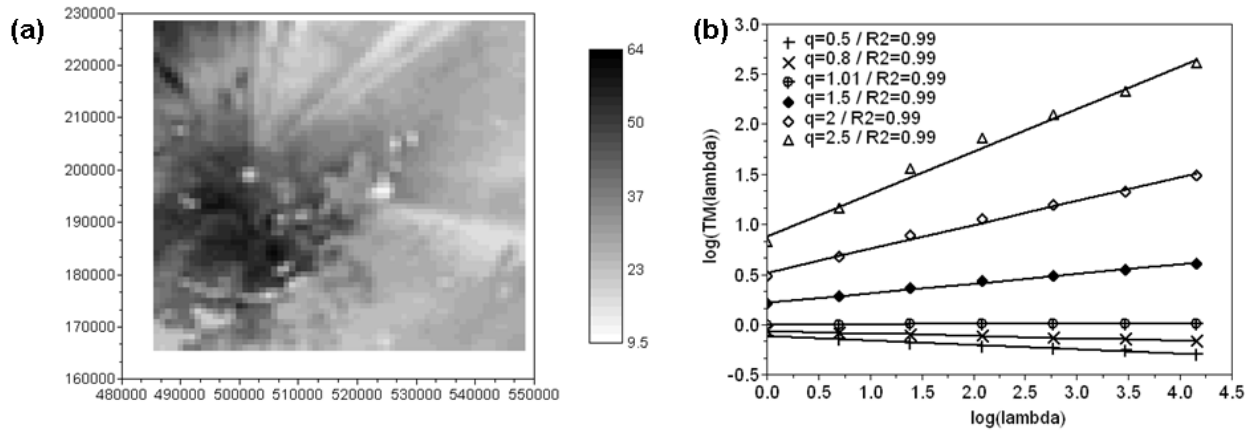 (a)
230000
220000
210000
200000
190000
180000
170000
160000
480000 490000 500000 510000 520000 530000 540000 550000
64
50
37
23
9.5
(b)
log(TM(lambda))
3.0
2.5
2.0
1.5
1.0
0.5
0.0
-0.5
q=0.5 / R2=0.99
q=0.8 / R2=0.99
q=1.01 / R2=0.99
q=1.5 / R2=0.99
q=2 / R2=0.99
q=2.5 / R2=0.99
0.0 0.5 1.0 1.5 2.0 2.5 3.0 3.5 4.0 4.5
log(lambda)